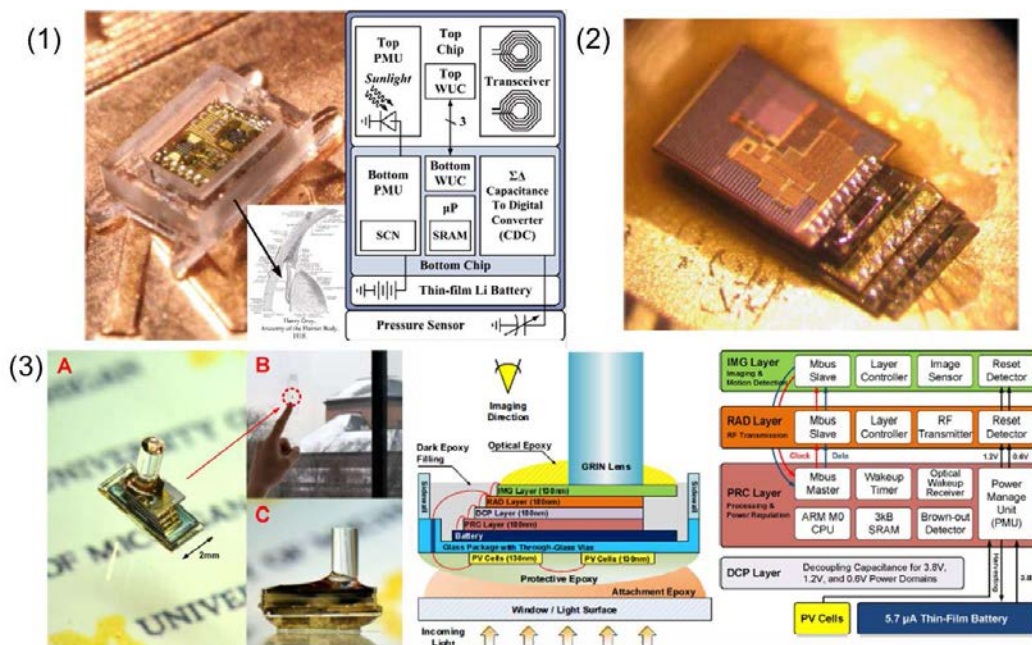 (1)
Top
PMU
Sunlight
Top
Chip
Top
WUC
Transceiver
3
Bottom
PMU
SCN
Bottom
WUC
μP
SRAM
ΣΔ
Capacitance
To Digital
Converter
(CDC)
Bottom Chip
Thin-film Li Battery
Pressure Sensor
Henry Gray,
Anatomy of the Human Body,
1918.
(2)
(3)
A
2mm
OF MIC
UNIVERSITY
UNIVER
B
C
Imaging
Direction
Dark Epoxy
Filling
Optical Epoxy
GRIN Lens
Sidewall
Sidewall
IMG Layer (130nm)
RAD Layer (180nm)
DCP Layer (180nm)
PRC Layer (180nm)
Battery
Glass Package with Through-Glass Vias
PV Cells (130nm)
PV Cells (130nm)
Protective Epoxy
Attachment Epoxy
Window / Light Surface
Incoming
Light
IMG Layer
Imaging &
Motion Detection
Mbus
Slave
Layer
Controller
Image
Sensor
Reset
Detector
RAD Layer
RF Transmission
Mbus
Slave
Layer
Controller
RF
Transmitter
Reset
Detector
Clock
Data
1.2V
0.6V
PRC Layer
Processing &
Power Regulation
Mbus
Master
Wakeup
Timer
Optical
Wakeup
Receiver
Power
Manage
Unit
(PMU)
ARM M0
CPU
3kB
SRAM
Brown-out
Detector
DCP Layer
Decoupling Capacitance for 3.8V,
1.2V, and 0.6V Power Domains
Harvesting
3.8
PV Cells
5.7 μA Thin-Film Battery